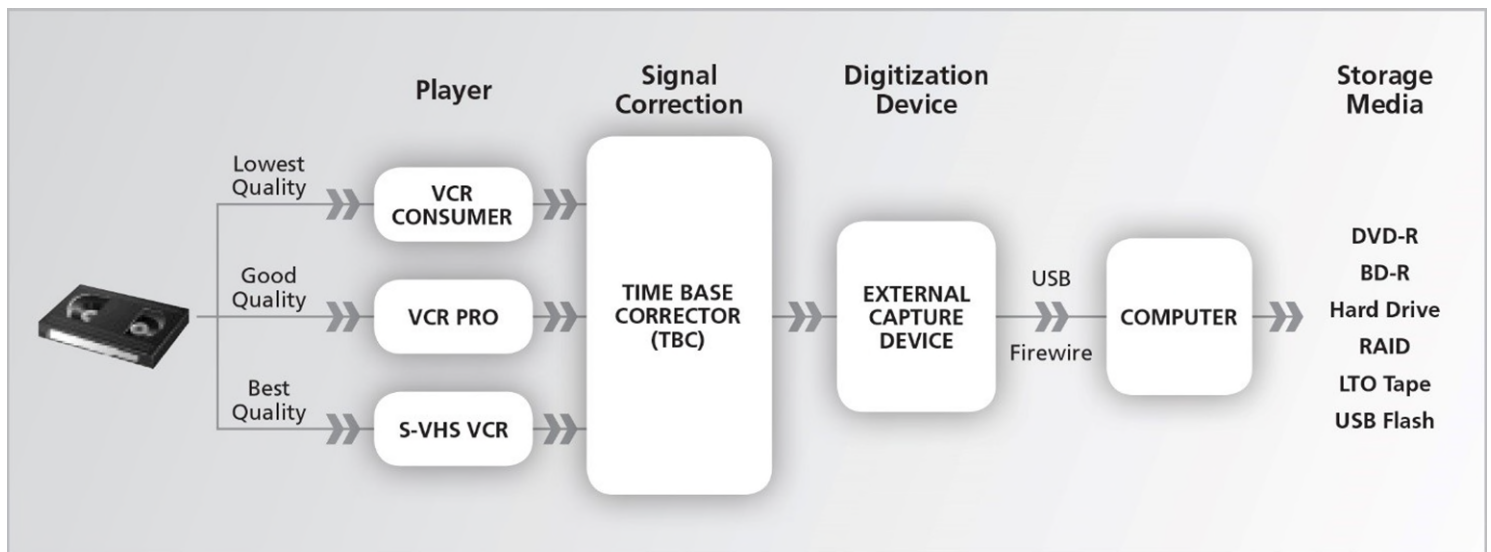 Player
Signal
Correction
Digitization
Device
Storage
Media
Lowest
Quality
VCR
CONSUMER
Good
Quality
VCR PRO
Best
Quality
S-VHS VCR
TIME BASE
CORRECTOR
(TBC)
EXTERNAL
CAPTURE
DEVICE
USB
Firewire
COMPUTER
DVD-R
BD-R
Hard Drive
RAID
LTO Tape
USB Flash